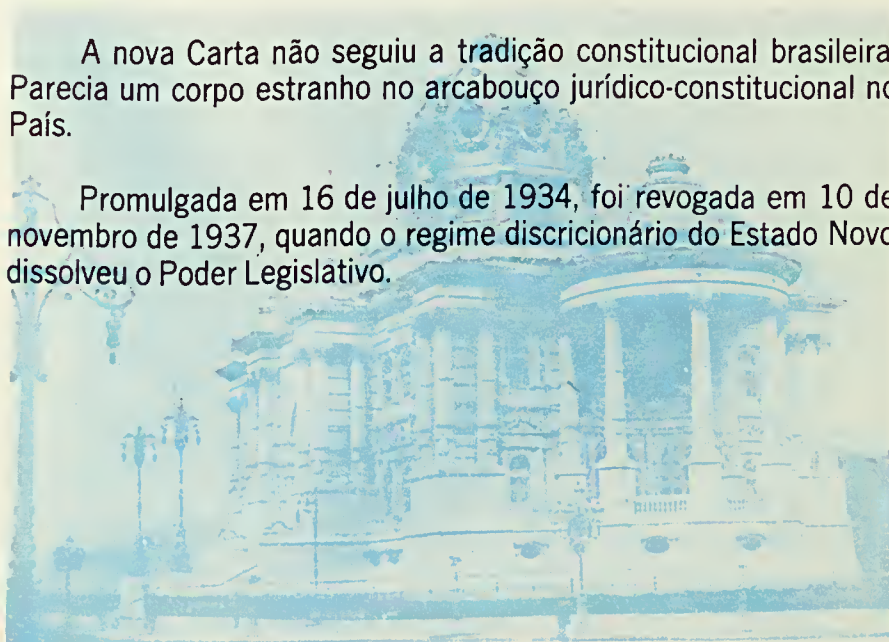 A nova Carta não seguiu a tradição constitucional brasileira
Parecia um corpo estranho no arcabouço jurídico-constitucional no
País.
Promulgada em 16 de julho de 1934, foi revogada em 10 de
novembro de 1937, quando o regime discricionário do Estado Novo
dissolveu o Poder Legislativo.